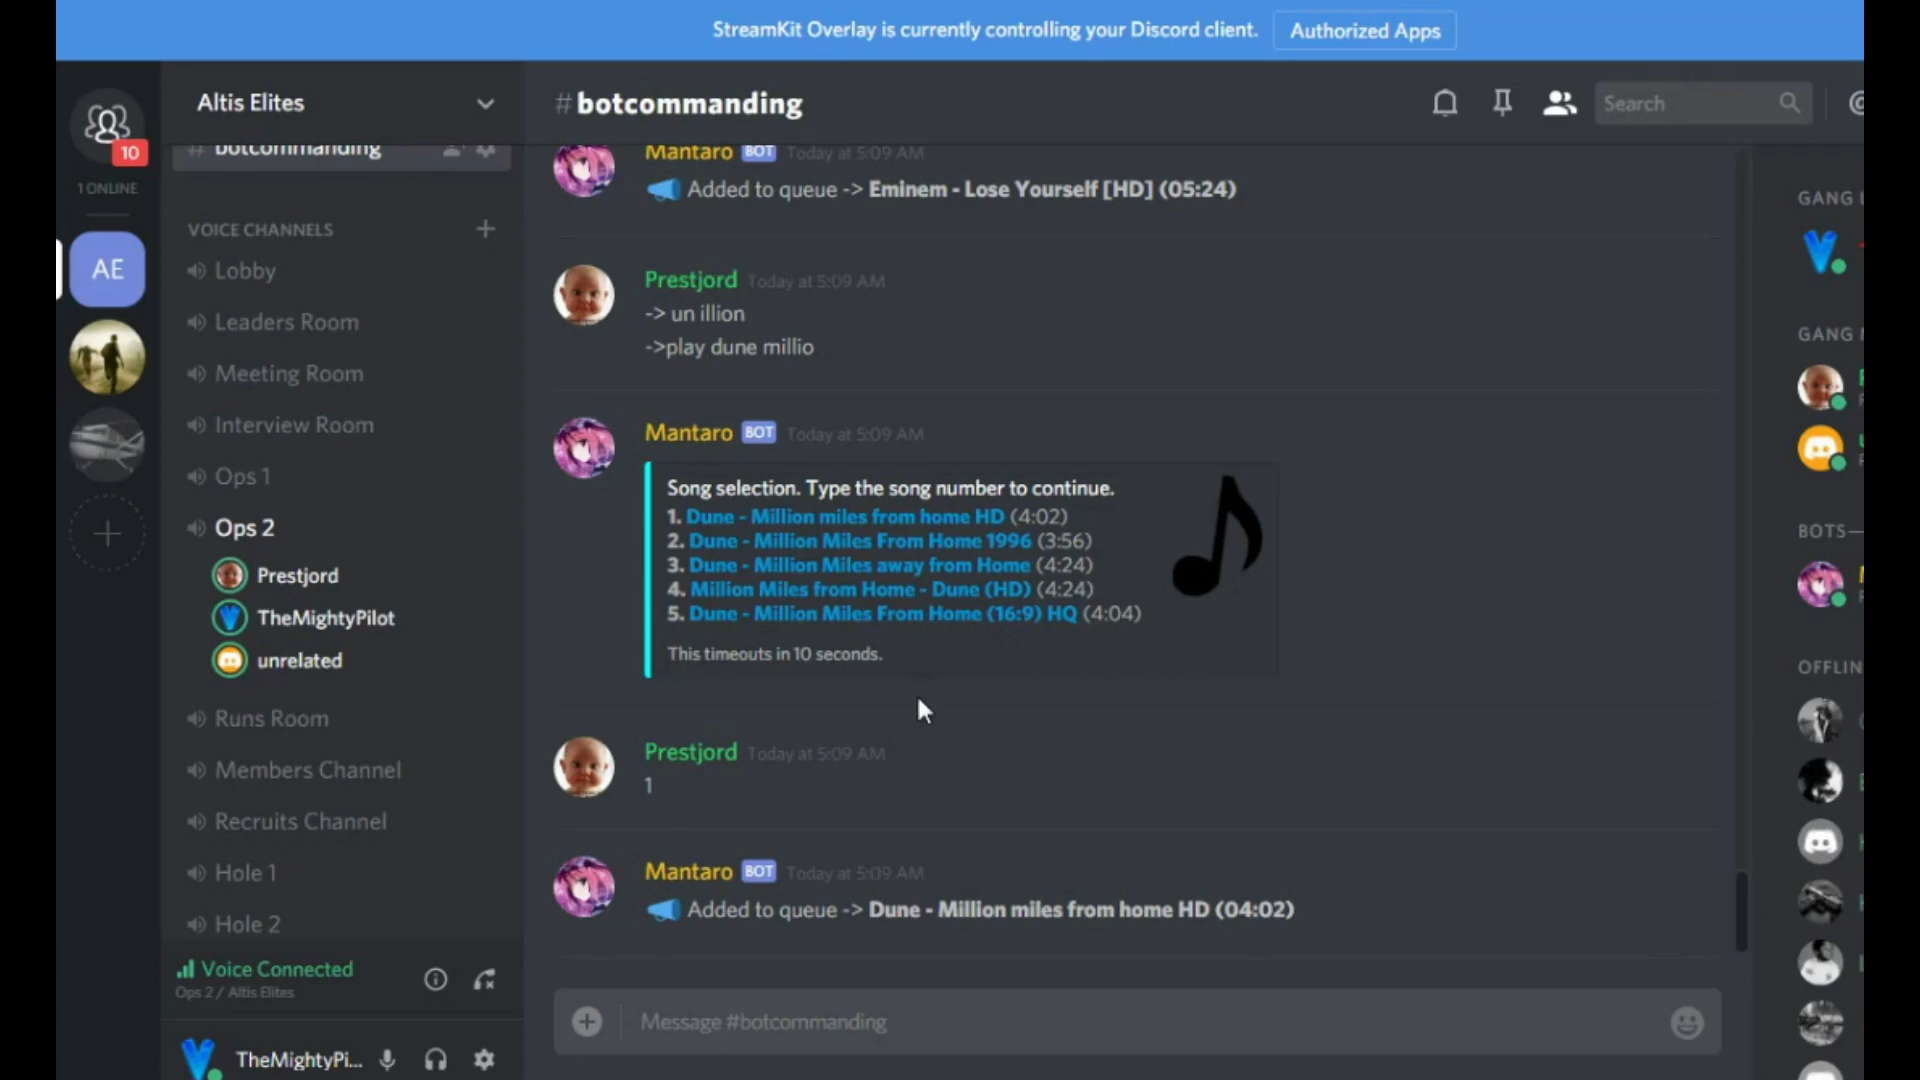 StreamKit Overlay is currently controlling your Discord client. Authorized Apps
10
1 ONLINE
AE
Altis Elites
# botcommanding
VOICE CHANNELS
Lobby
Leaders Room
Meeting Room
Interview Room
Ops 1
Ops 2
Prestjord
TheMightyPilot
unrelated
Runs Room
Members Channel
Recruits Channel
Hole 1
Hole 2
Voice Connected
Ops 2 / Altis Elites
TheMightyPi...
# botcommanding
Search
Mantaro BOT Today at 5:09 AM
Added to queue -> Eminem - Lose Yourself [HD] (05:24)
Prestjord Today at 5:09 AM
-> un illion
->play dune millio
Mantaro BOT Today at 5:09 AM
Song selection. Type the song number to continue.
1. Dune - Million miles from home HD (4:02)
2. Dune - Million Miles From Home 1996 (3:56)
3. Dune - Million Miles away from Home (4:24)
4. Million Miles from Home - Dune (HD) (4:24)
5. Dune - Million Miles From Home (16:9) HQ (4:04)
This timeouts in 10 seconds.
Prestjord Today at 5:09 AM
1
Mantaro BOT Today at 5:09 AM
Added to queue -> Dune - Million miles from home HD (04:02)
Message #botcommanding
GANG
GANG
BOTS—
OFFLIN